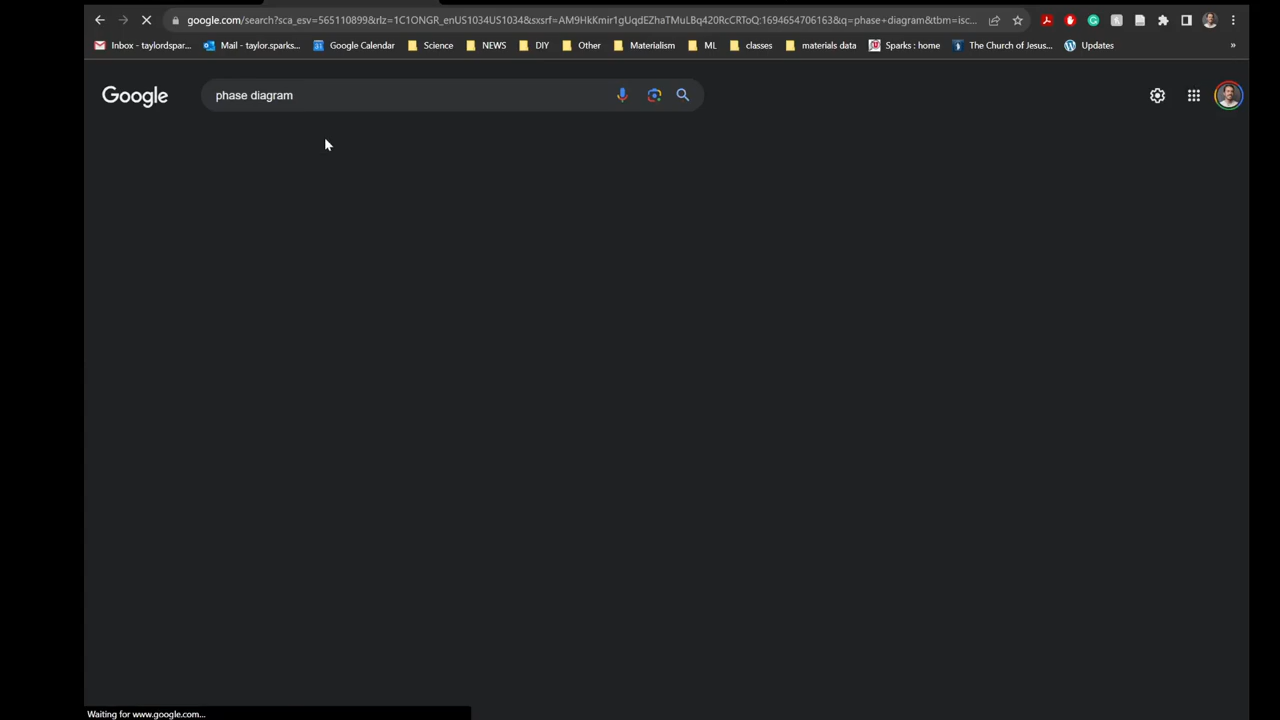 google.com/search?sca_esv=565110899&rlz=1C1ONGR_enUS1034US1034&sxsrf=AM9HkKmir1gUqdEZhaTMuLBq420RcCRToQ:1694654706163&q=phase+diagram&tbm=isc...
Inbox - taylordspar... Mail - taylor.sparks... Google Calendar Science NEWS DIY Other Materialism ML classes materials data Sparks : home The Church of Jesus... Updates »
Google phase diagram
Waiting for www.google.com...